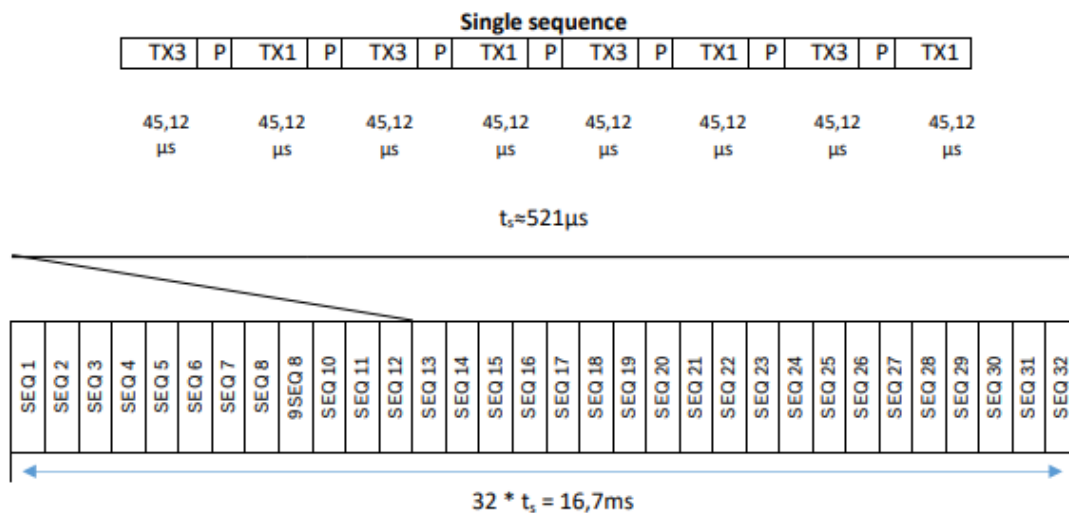 Single sequence
TX3 P TX1 P TX3 P TX1 P TX3 P TX1 P TX3 P TX1
45,12 45,12 45,12 45,12 45,12 45,12 45,12 45,12
µs µs µs µs µs µs µs µs
tₛ≈521µs
SEQ 1
SEQ 2
SEQ 3
SEQ 4
SEQ 5
SEQ 6
SEQ 7
SEQ 8
9SEQ 8
SEQ 10
SEQ 11
SEQ 12
SEQ 13
SEQ 14
SEQ 15
SEQ 16
SEQ 17
SEQ 18
SEQ 19
SEQ 20
SEQ 21
SEQ 22
SEQ 23
SEQ 24
SEQ 25
SEQ 26
SEQ 27
SEQ 28
SEQ 29
SEQ 30
SEQ 31
SEQ 32
32 * tₛ = 16,7ms